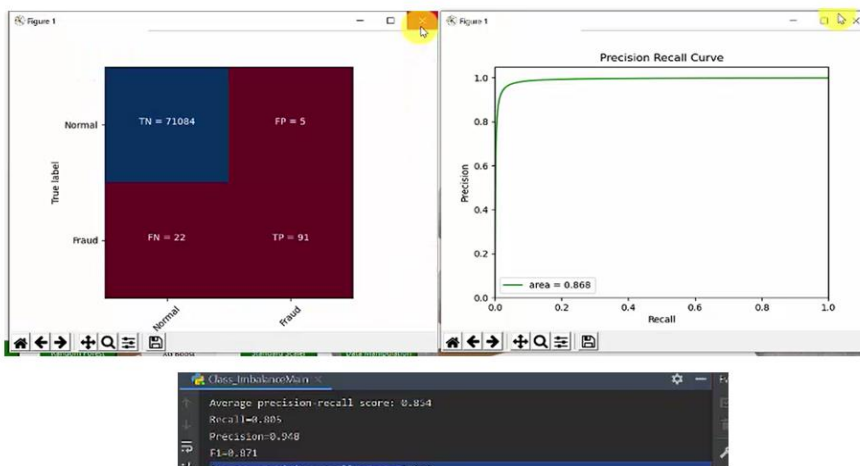 Figure 1
TN = 71084
FP = 5
FN = 22
TP = 91
Normal
Fraud
True label
Normal
Fraud
Figure 1
Precision Recall Curve
1.0
0.8
0.6
0.4
0.2
0.0
Precision
area = 0.868
0.0 0.2 0.4 0.6 0.8 1.0
Recall
Class_ImbalanceMain
Average precision-recall score: 0.854
Recall=0.805
Precision=0.948
F1=0.871